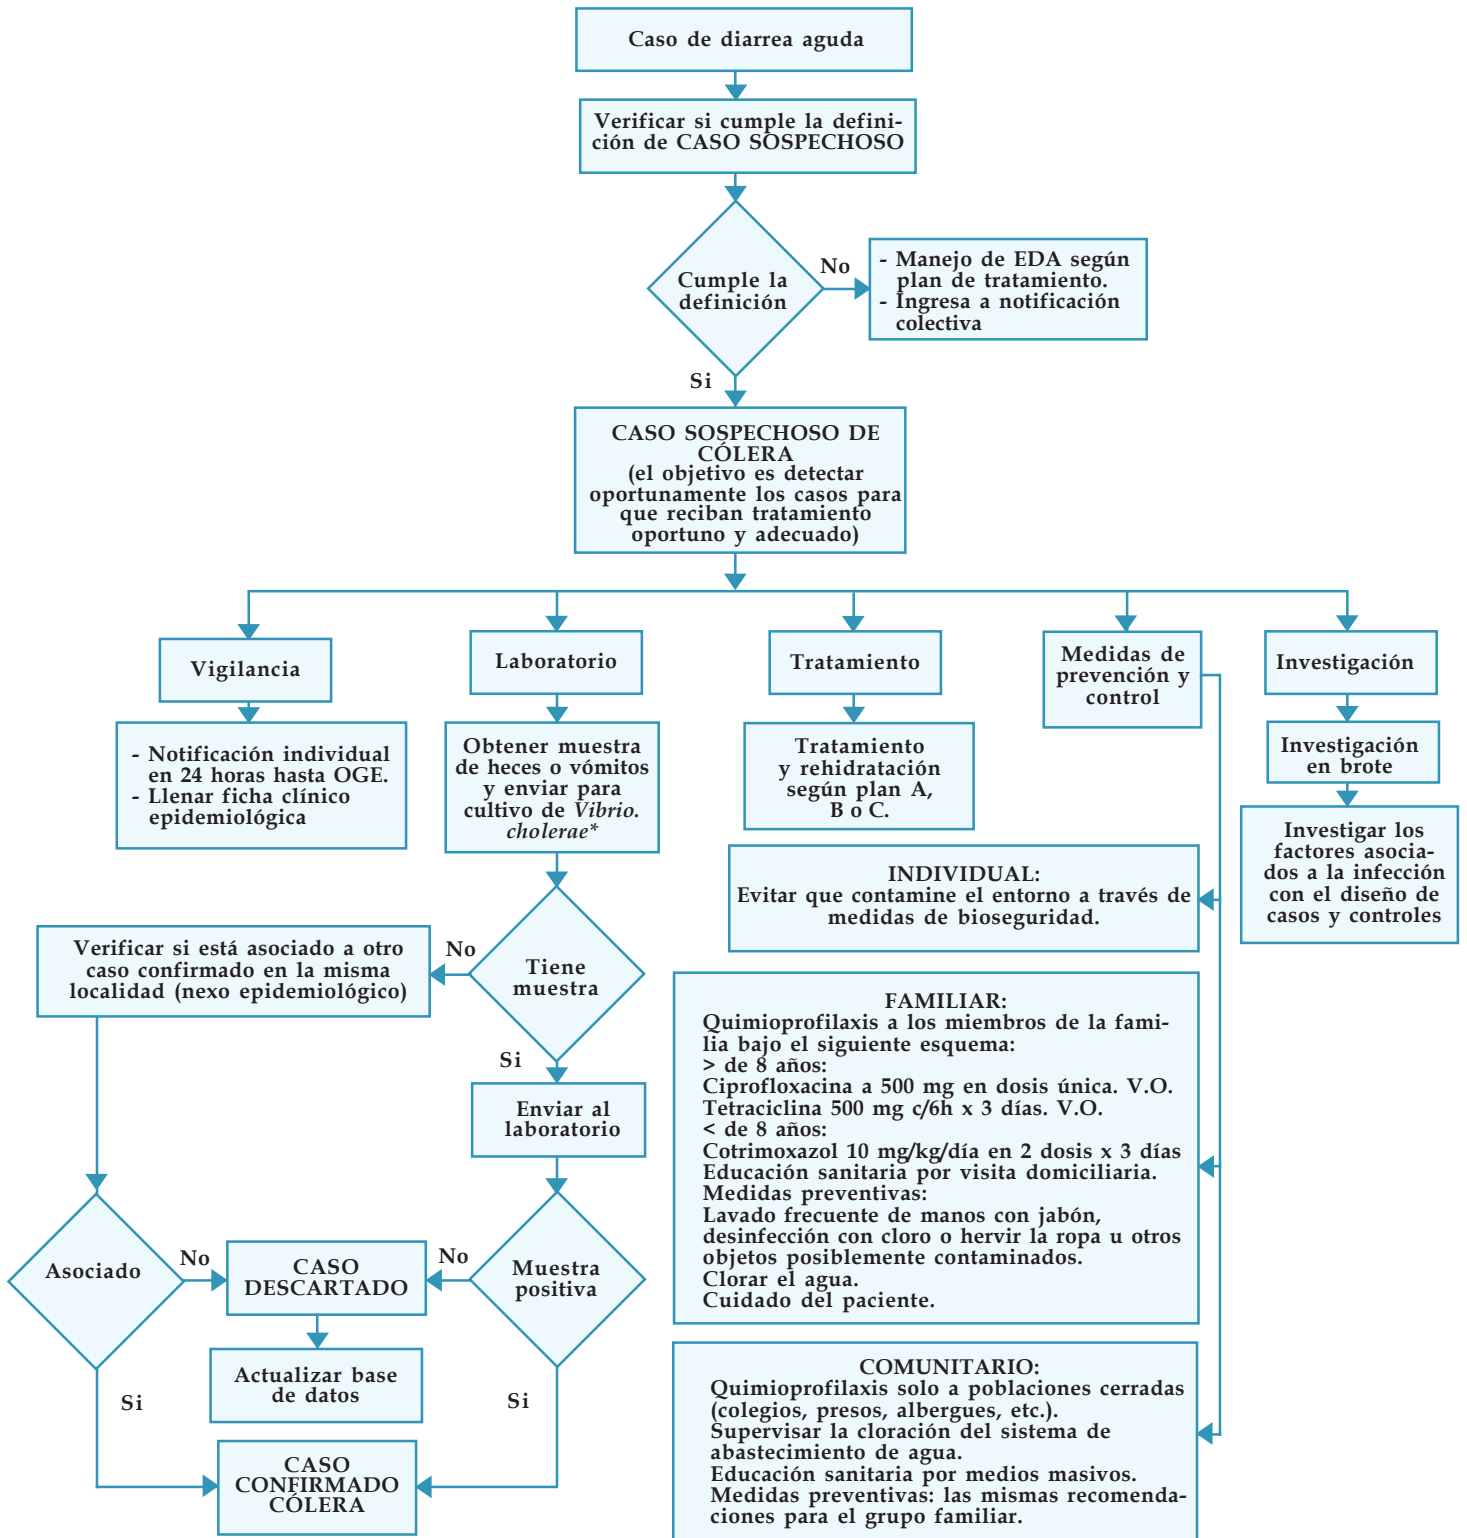 Caso de diarrea aguda
Verificar si cumple la defini-
ción de CASO SOSPECHOSO
Cumple la
definición
No
- Manejo de EDA según
plan de tratamiento.
- Ingresa a notificación
colectiva
Si
CASO SOSPECHOSO DE
CÓLERA
(el objetivo es detectar
oportunamente los casos para
que reciban tratamiento
oportuno y adecuado)
Vigilancia
- Notificación individual
en 24 horas hasta OGE.
- Llenar ficha clínico
epidemiológica
Laboratorio
Obtener muestra
de heces o vómitos
y enviar para
cultivo de Vibrio.
cholerae*
Tratamiento
Tratamiento
y rehidratación
según plan A,
B o C.
Medidas de
prevención y
control
Investigación
Investigación
en brote
Investigar los
factores asocia-
dos a la infección
con el diseño de
casos y controles
INDIVIDUAL:
Evitar que contamine el entorno a través de
medidas de bioseguridad.
Tiene
muestra
No
Verificar si está asociado a otro
caso confirmado en la misma
localidad (nexo epidemiológico)
Si
Enviar al
laboratorio
FAMILIAR:
Quimioprofilaxis a los miembros de la fami-
lia bajo el siguiente esquema:
> de 8 años:
Ciprofloxacina a 500 mg en dosis única. V.O.
Tetraciclina 500 mg c/6h x 3 días. V.O.
< de 8 años:
Cotrimoxazol 10 mg/kg/día en 2 dosis x 3 días
Educación sanitaria por visita domiciliaria.
Medidas preventivas:
Lavado frecuente de manos con jabón,
desinfección con cloro o hervir la ropa u otros
objetos posiblemente contaminados.
Clorar el agua.
Cuidado del paciente.
Asociado
No
CASO
DESCARTADO
No
Muestra
positiva
Actualizar base
de datos
Si
Si
CASO
CONFIRMADO
CÓLERA
COMUNITARIO:
Quimioprofilaxis solo a poblaciones cerradas
(colegios, presos, albergues, etc.).
Supervisar la cloración del sistema de
abastecimiento de agua.
Educación sanitaria por medios masivos.
Medidas preventivas: las mismas recomenda-
ciones para el grupo familiar.